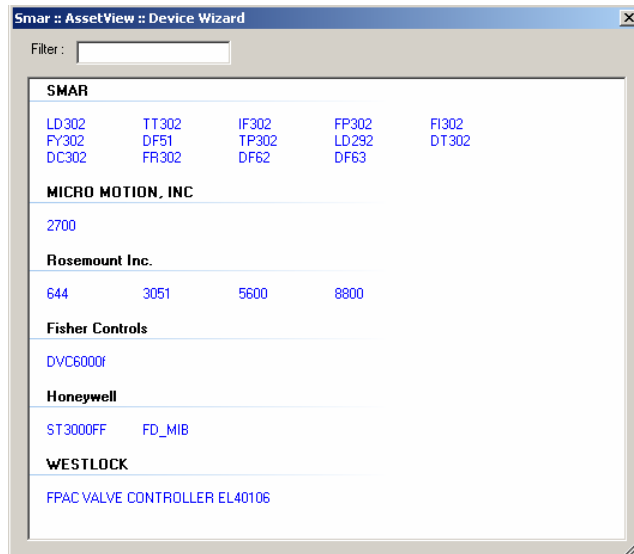 Smar :: AssetView :: Device Wizard
Filter :
SMAR
LD302 TT302 IF302 FP302 FI302
FY302 DF51 TP302 LD292 DT302
DC302 FR302 DF62 DF63
MICRO MOTION, INC
2700
Rosemount Inc.
644 3051 5600 8800
Fisher Controls
DVC6000f
Honeywell
ST3000FF FD_MIB
WESTLOCK
FPAC VALVE CONTROLLER EL40106